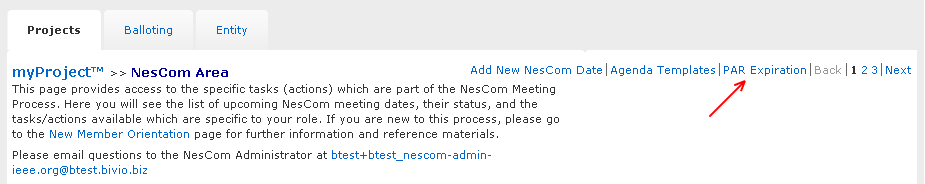 Projects Balloting Entity
myProject™ >> NesCom Area
Add New NesCom Date|Agenda Templates|PAR Expiration|Back|1 2 3|Next
This page provides access to the specific tasks (actions) which are part of the NesCom Meeting
Process. Here you will see the list of upcoming NesCom meeting dates, their status, and the
tasks/actions available which are specific to your role. If you are new to this process, please go
to the New Member Orientation page for further information and reference materials.
Please email questions to the NesCom Administrator at btest+btest_nescom-admin-
ieee.org@btest.bivio.biz